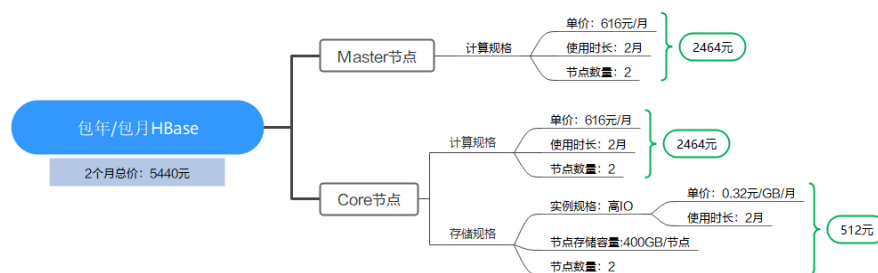 包年/包月HBase
2个月总价：5440元
Master节点
计算规格
单价：616元/月
使用时长：2月
节点数量：2
2464元
Core节点
计算规格
单价：616元/月
使用时长：2月
节点数量：2
2464元
存储规格
实例规格：高IO
单价：0.32元/GB/月
使用时长：2月
节点存储容量:400GB/节点
节点数量：2
512元